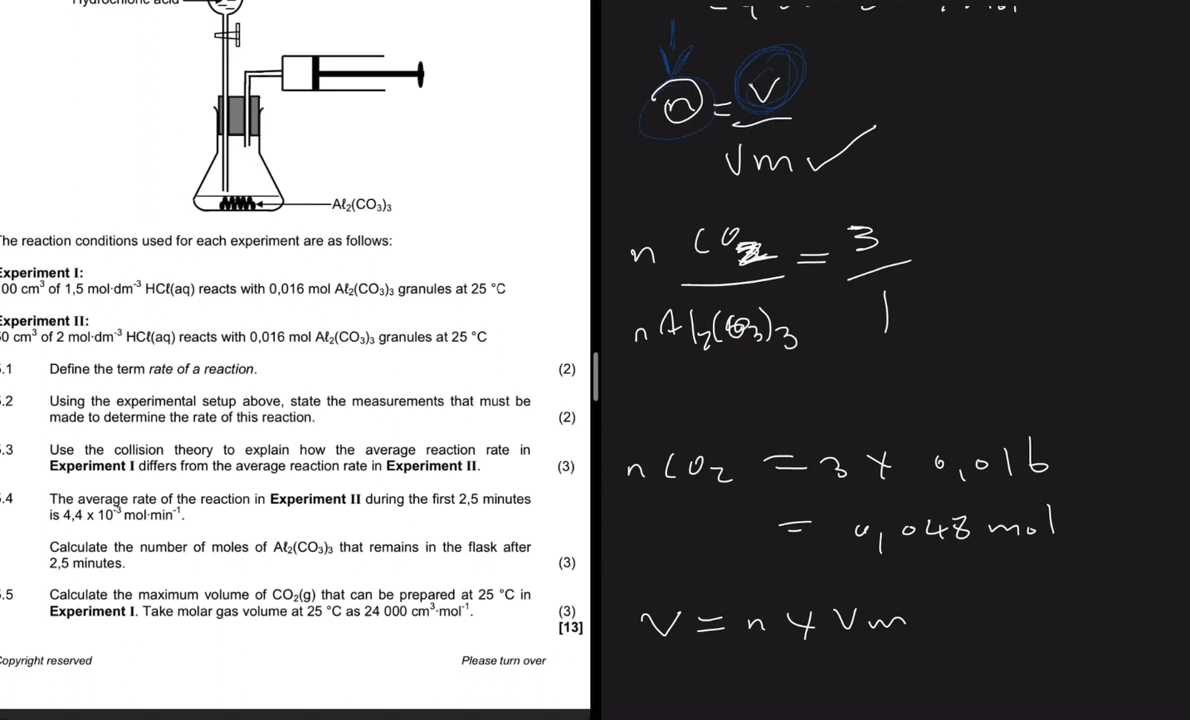 Hydrochloric acid
Aℓ₂(CO₃)₃
The reaction conditions used for each experiment are as follows:
Experiment I:
00 cm³ of 1,5 mol·dm⁻³ HCℓ(aq) reacts with 0,016 mol Aℓ₂(CO₃)₃ granules at 25 °C
Experiment II:
0 cm³ of 2 mol·dm⁻³ HCℓ(aq) reacts with 0,016 mol Aℓ₂(CO₃)₃ granules at 25 °C
.1 Define the term rate of a reaction. (2)
.2 Using the experimental setup above, state the measurements that must be
made to determine the rate of this reaction. (2)
.3 Use the collision theory to explain how the average reaction rate in
Experiment I differs from the average reaction rate in Experiment II. (3)
.4 The average rate of the reaction in Experiment II during the first 2,5 minutes
is 4,4 x 10⁻³ mol·min⁻¹.
Calculate the number of moles of Aℓ₂(CO₃)₃ that remains in the flask after
2,5 minutes. (3)
.5 Calculate the maximum volume of CO₂(g) that can be prepared at 25 °C in
Experiment I. Take molar gas volume at 25 °C as 24 000 cm³·mol⁻¹. (3)
[13]
Copyright reserved Please turn over
n = V
Vm ✓
n CO₂ = 3
n Al₂(CO₃)₃ 1
n CO₂ = 3 × 0,016
= 0,048 mol
V = n × Vm